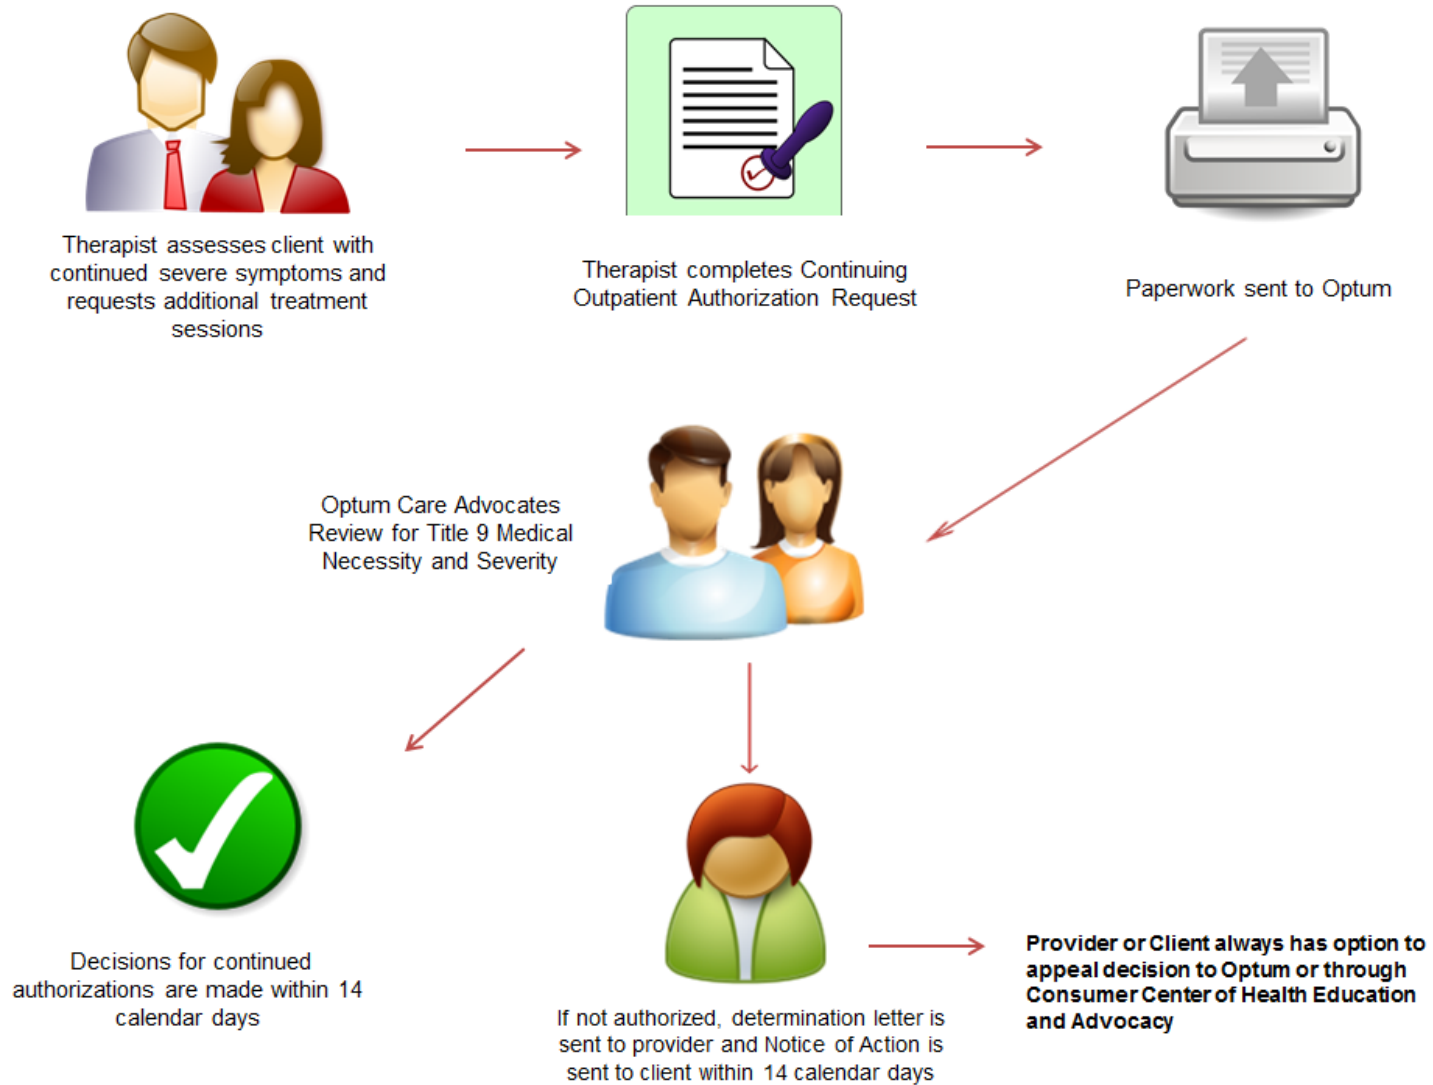 Therapist assesses client with
continued severe symptoms and
requests additional treatment
sessions
Therapist completes Continuing
Outpatient Authorization Request
Paperwork sent to Optum
Optum Care Advocates
Review for Title 9 Medical
Necessity and Severity
Decisions for continued
authorizations are made within 14
calendar days
If not authorized, determination letter is
sent to provider and Notice of Action is
sent to client within 14 calendar days
Provider or Client always has option to
appeal decision to Optum or through
Consumer Center of Health Education
and Advocacy